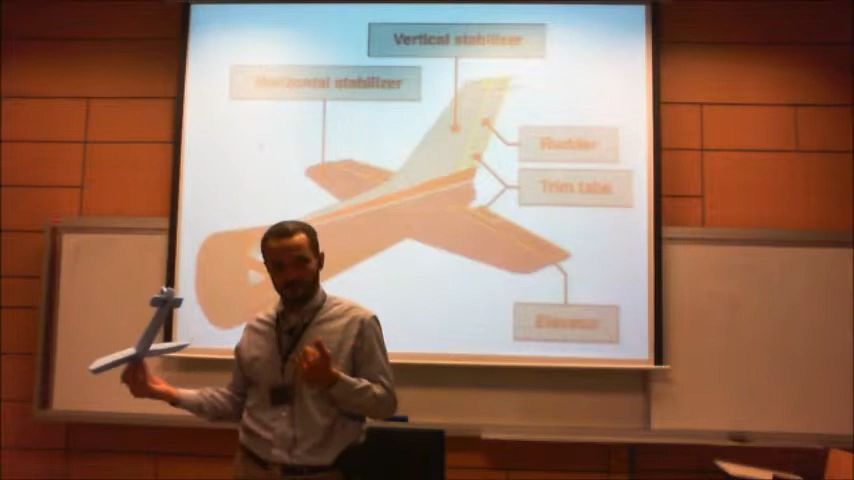 Vertical stabilizer
Horizontal stabilizer
Rudder
Trim tabs
Elevator